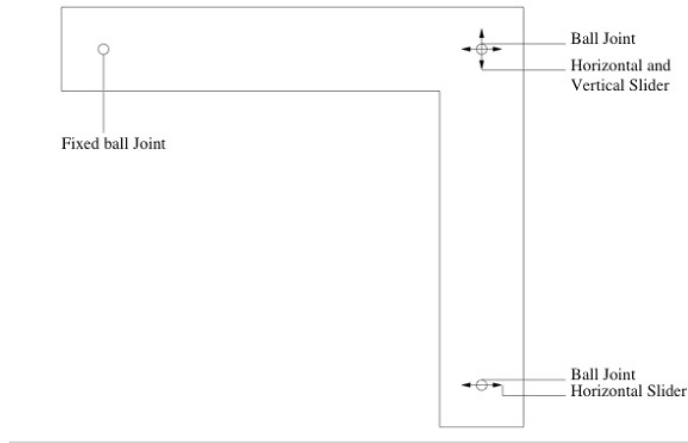 Ball Joint
Horizontal and
Vertical Slider
Fixed ball Joint
Ball Joint
Horizontal Slider